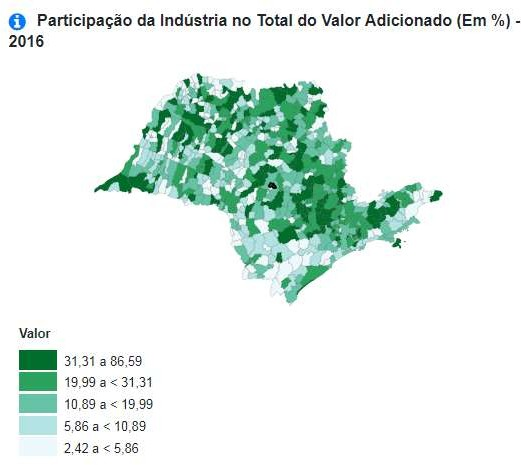 Participação da Indústria no Total do Valor Adicionado (Em %) -
2016
Valor
31,31 a 86,59
19,99 a < 31,31
10,89 a < 19,99
5,86 a < 10,89
2,42 a < 5,86